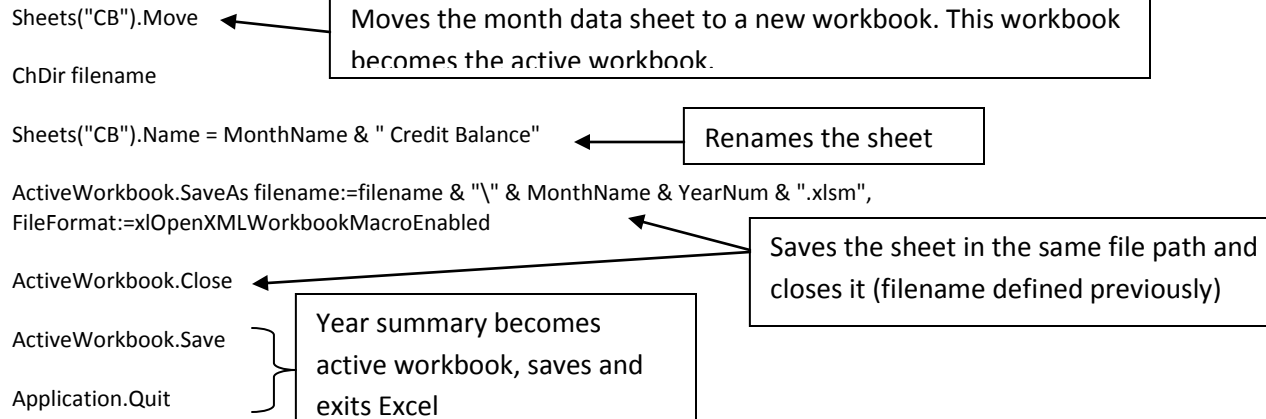 Sheets("CB").Move
Moves the month data sheet to a new workbook. This workbook
becomes the active workbook.
ChDir filename
Sheets("CB").Name = MonthName & " Credit Balance"
Renames the sheet
ActiveWorkbook.SaveAs filename:=filename & "\" & MonthName & YearNum & ".xlsm",
FileFormat:=xlOpenXMLWorkbookMacroEnabled
Saves the sheet in the same file path and
closes it (filename defined previously)
ActiveWorkbook.Close
ActiveWorkbook.Save
Application.Quit
Year summary becomes
active workbook, saves and
exits Excel